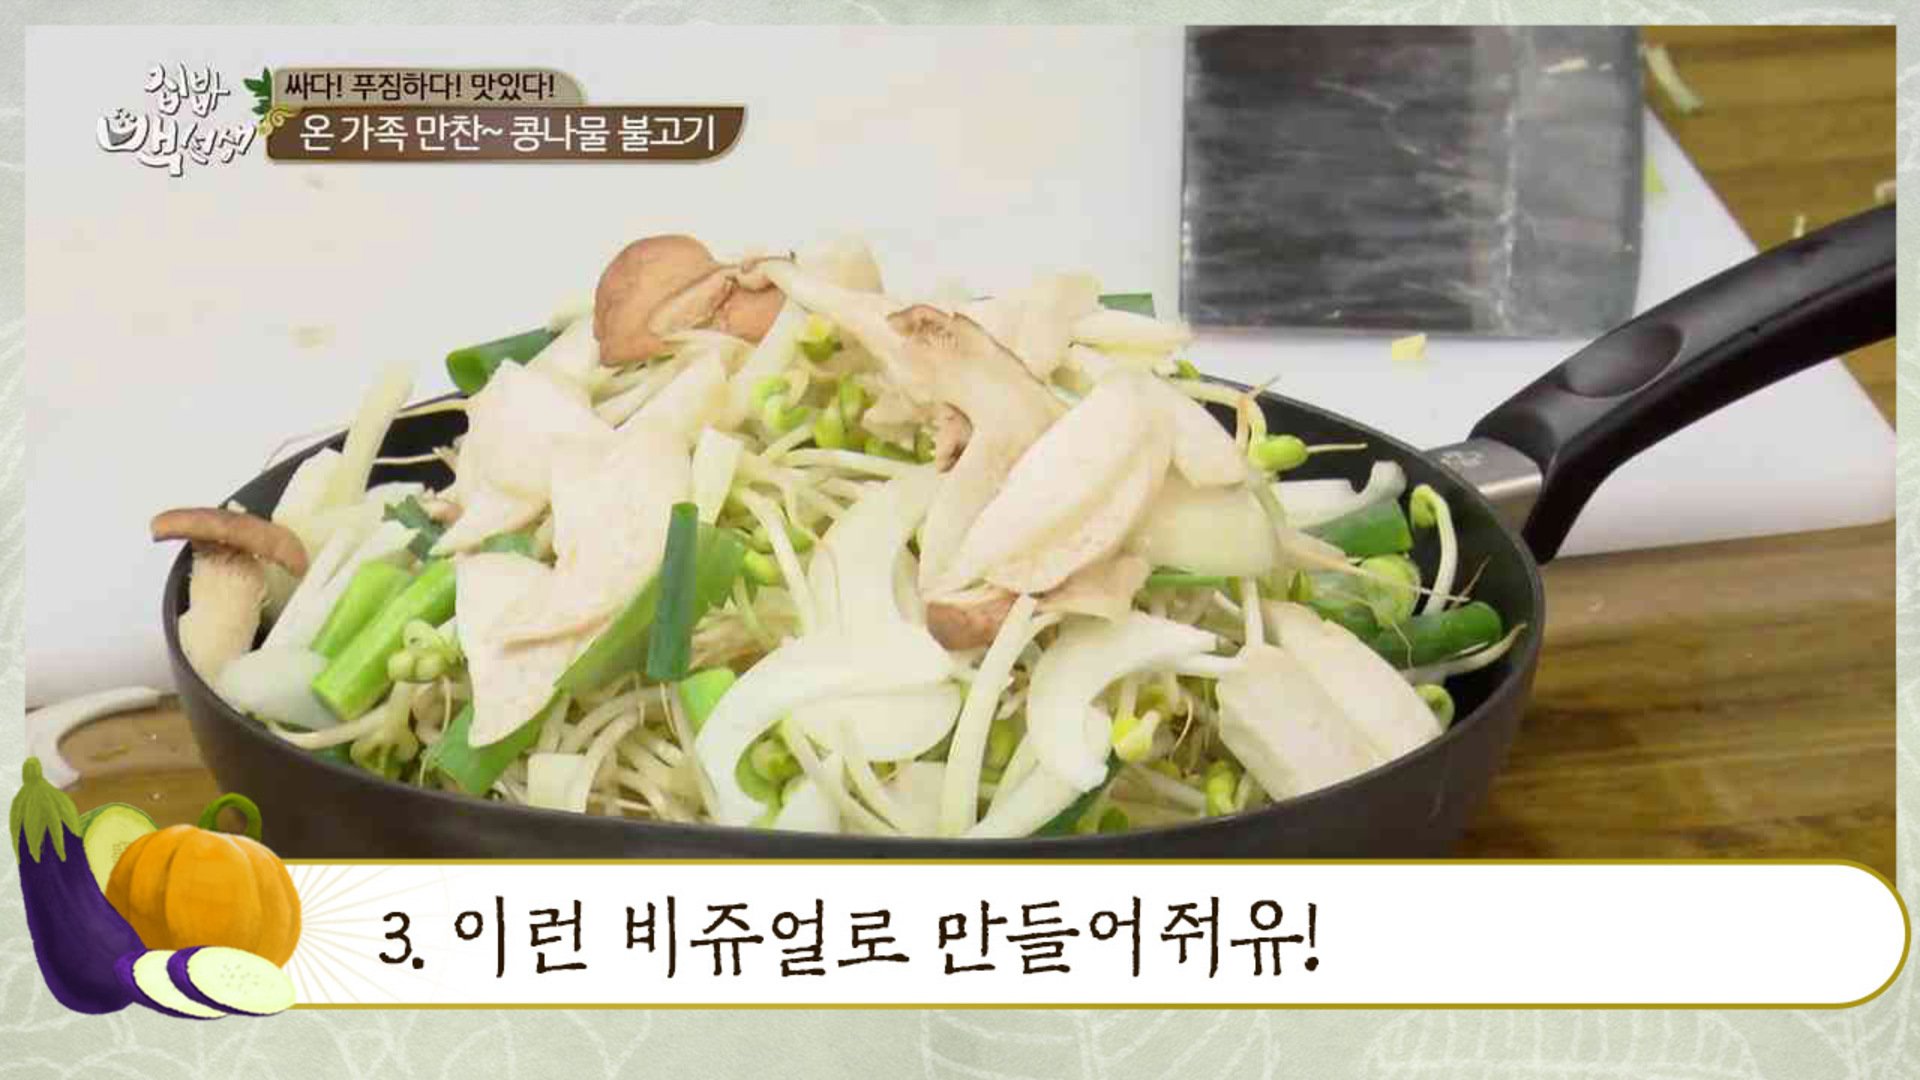 집밥
백선생
싸다! 푸짐하다! 맛있다!
온 가족 만찬~ 콩나물 불고기
3. 이런 비쥬얼로 만들어줘유!